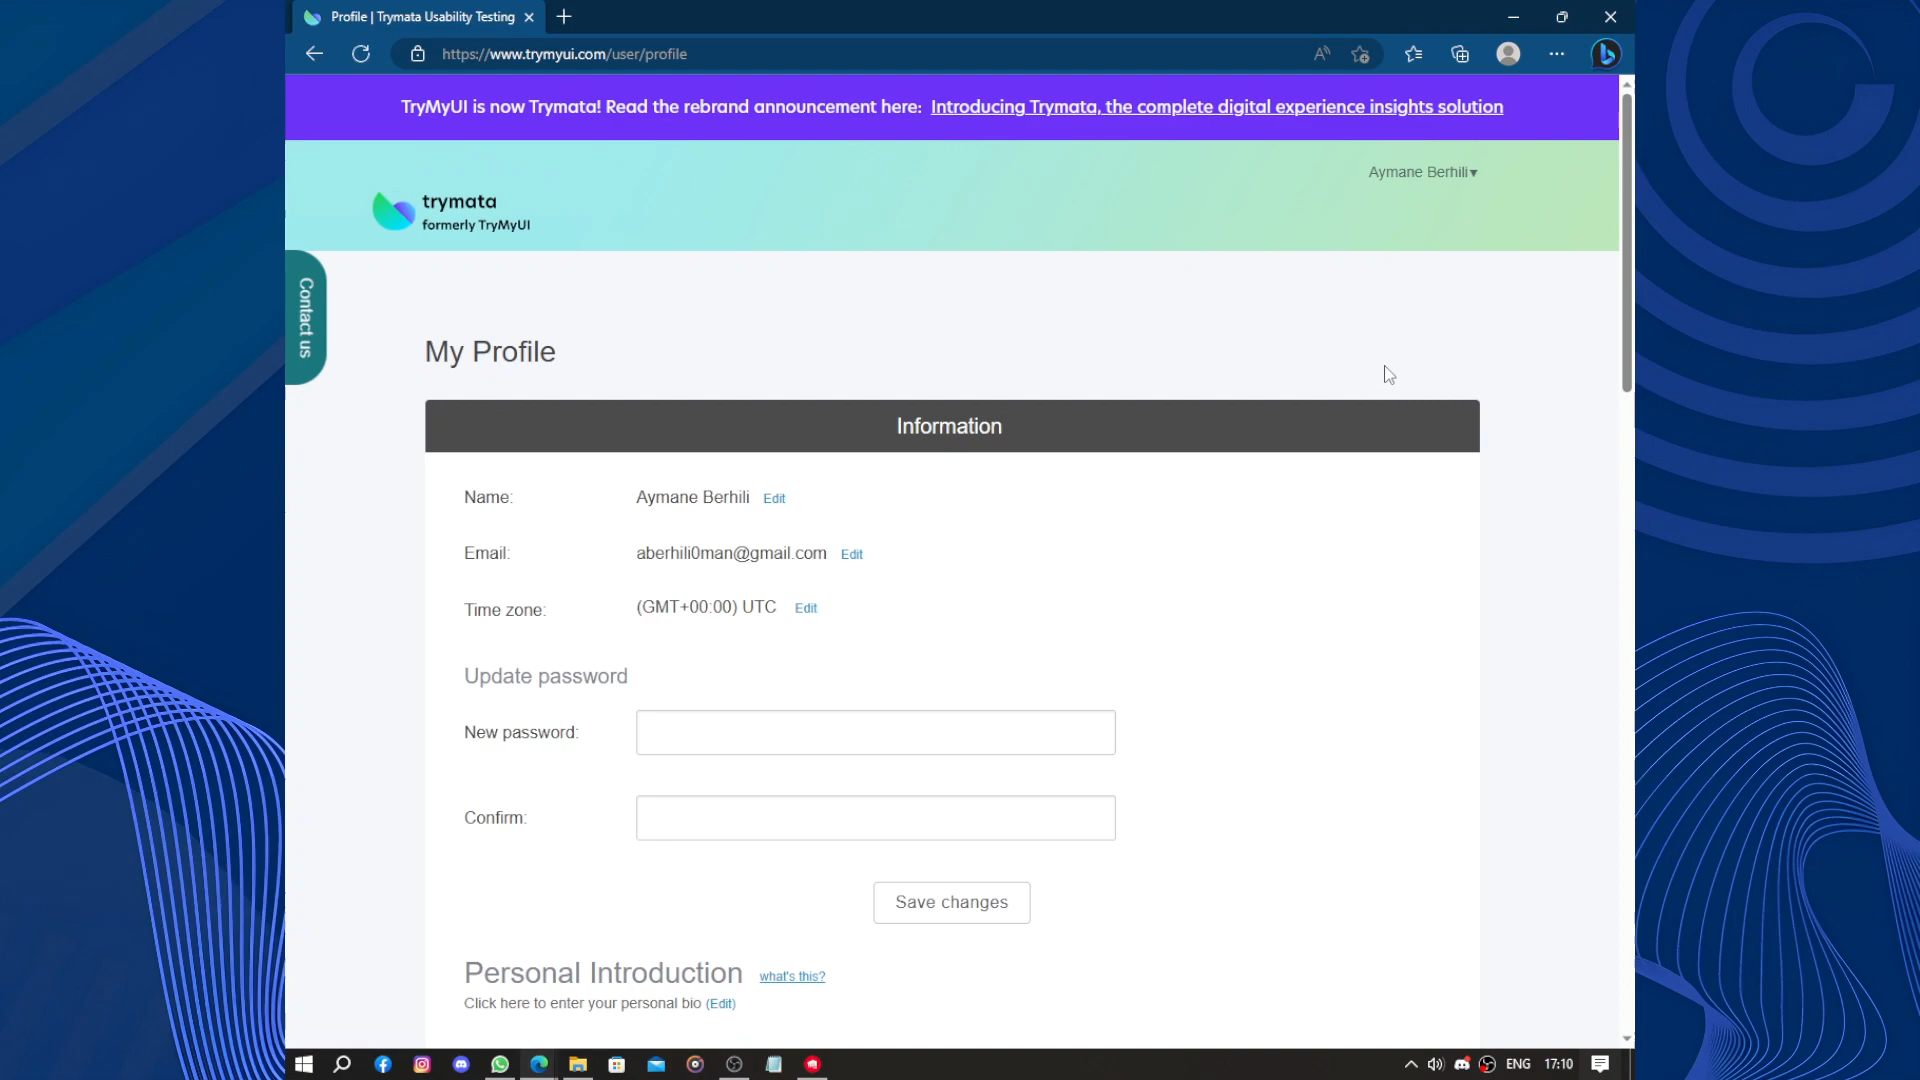 Profile | Trymata Usability Testing
https://www.trymyui.com/user/profile
TryMyUI is now Trymata! Read the rebrand announcement here: Introducing Trymata, the complete digital experience insights solution
Aymane Berhili▾
trymata
formerly TryMyUI
Contact us
My Profile
Information
Name: Aymane Berhili Edit
Email: aberhili0man@gmail.com Edit
Time zone: (GMT+00:00) UTC Edit
Update password
New password:
Confirm:
Save changes
Personal Introduction what's this?
Click here to enter your personal bio (Edit)
ENG 17:10